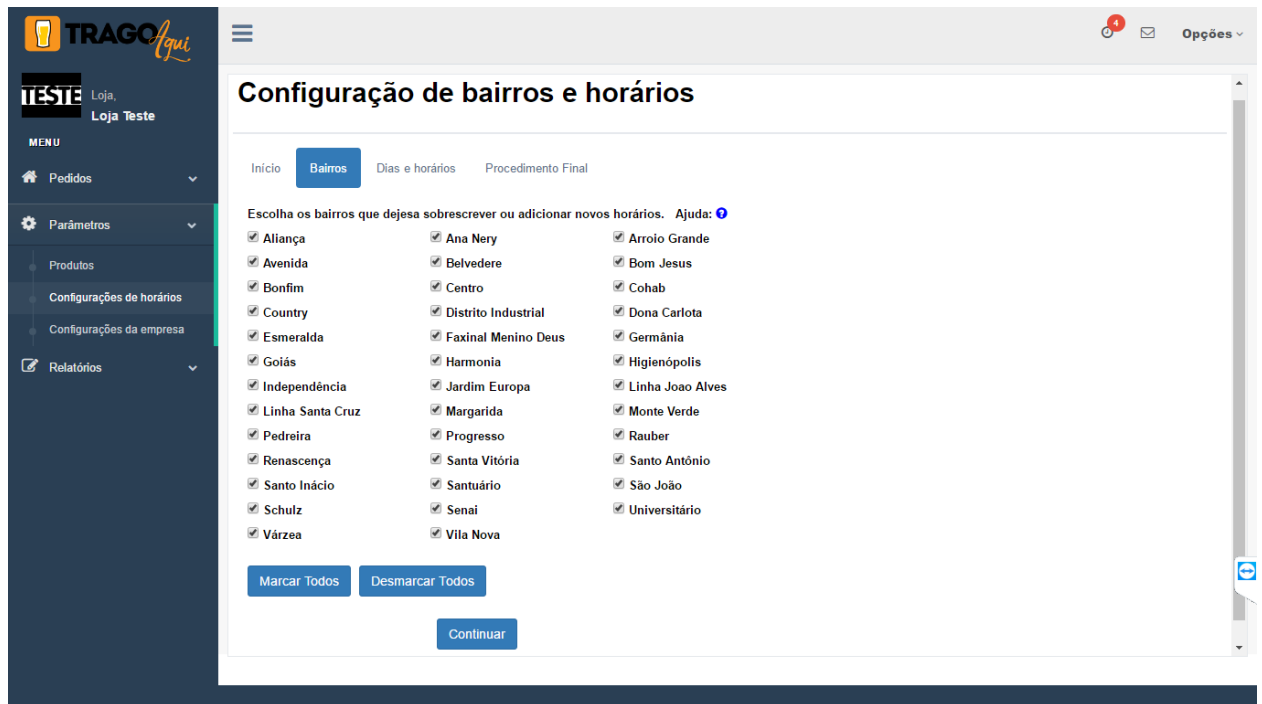 TRAGO Aqui
4
Opções
TESTE
Loja,
Loja Teste
MENU
Pedidos
Parâmetros
Produtos
Configurações de horários
Configurações da empresa
Relatórios
Configuração de bairros e horários
Início Bairros Dias e horários Procedimento Final
Escolha os bairros que dejesa sobrescrever ou adicionar novos horários. Ajuda:
Aliança Ana Nery Arroio Grande
Avenida Belvedere Bom Jesus
Bonfim Centro Cohab
Country Distrito Industrial Dona Carlota
Esmeralda Faxinal Menino Deus Germânia
Goiás Harmonia Higienópolis
Independência Jardim Europa Linha Joao Alves
Linha Santa Cruz Margarida Monte Verde
Pedreira Progresso Rauber
Renascença Santa Vitória Santo Antônio
Santo Inácio Santuário São João
Schulz Senai Universitário
Várzea Vila Nova
Marcar Todos Desmarcar Todos
Continuar